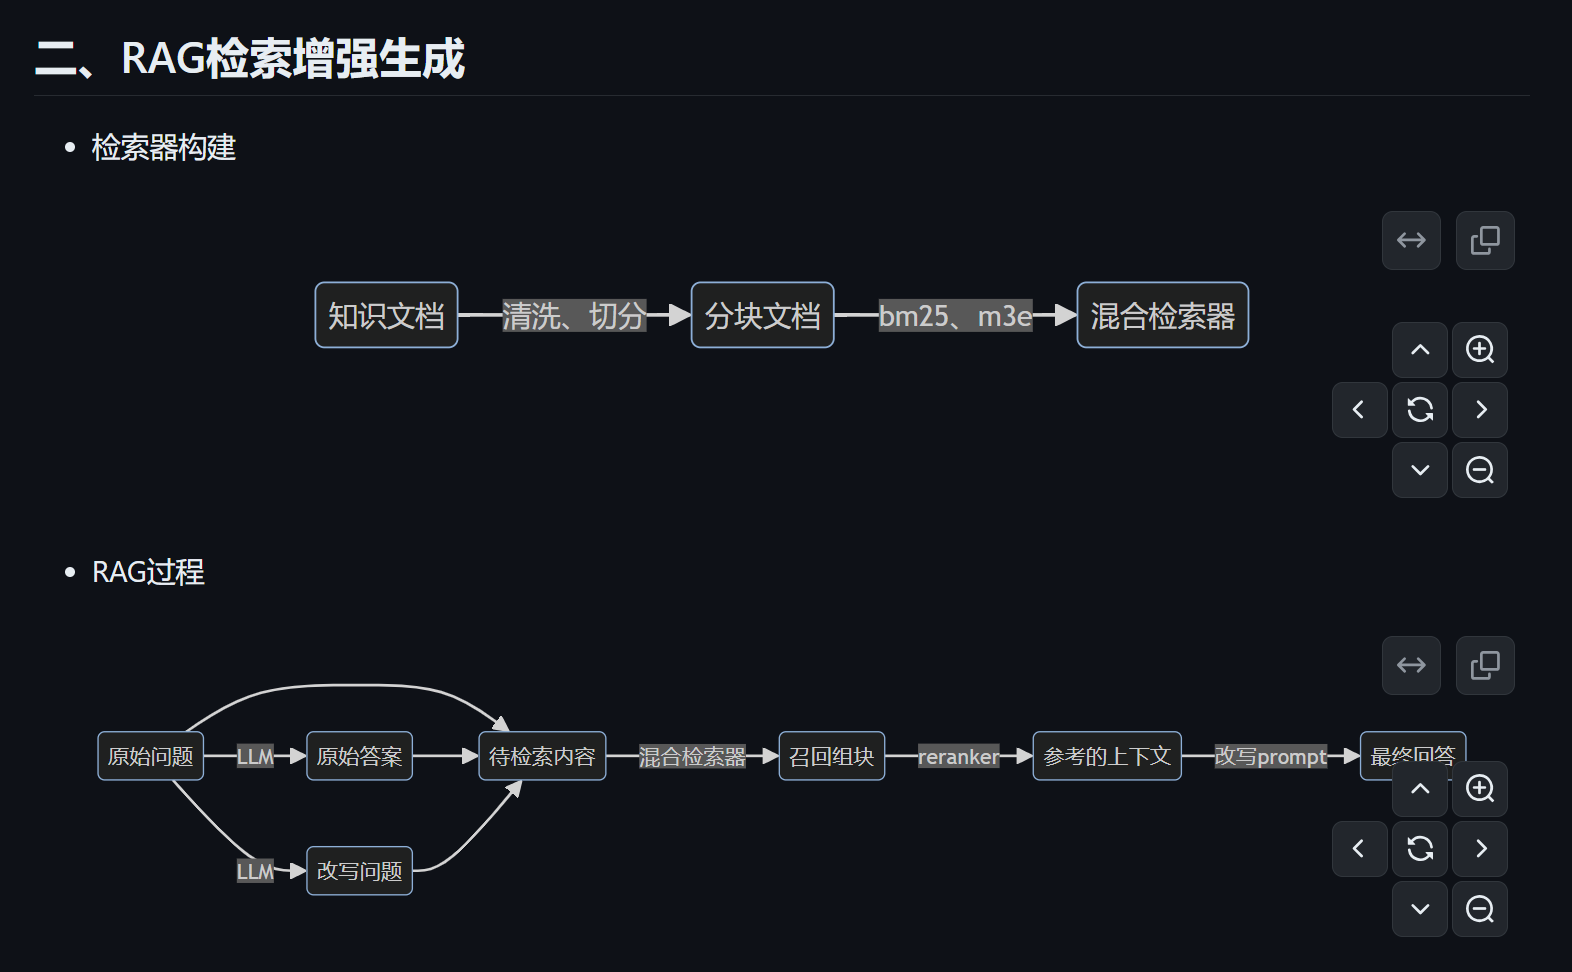 二、RAG检索增强生成
检索器构建
知识文档 清洗、切分 分块文档 bm25、m3e 混合检索器
RAG过程
原始问题 LLM 原始答案 待检索内容 混合检索器 召回组块 reranker 参考的上下文 改写prompt 最终回答
LLM 改写问题